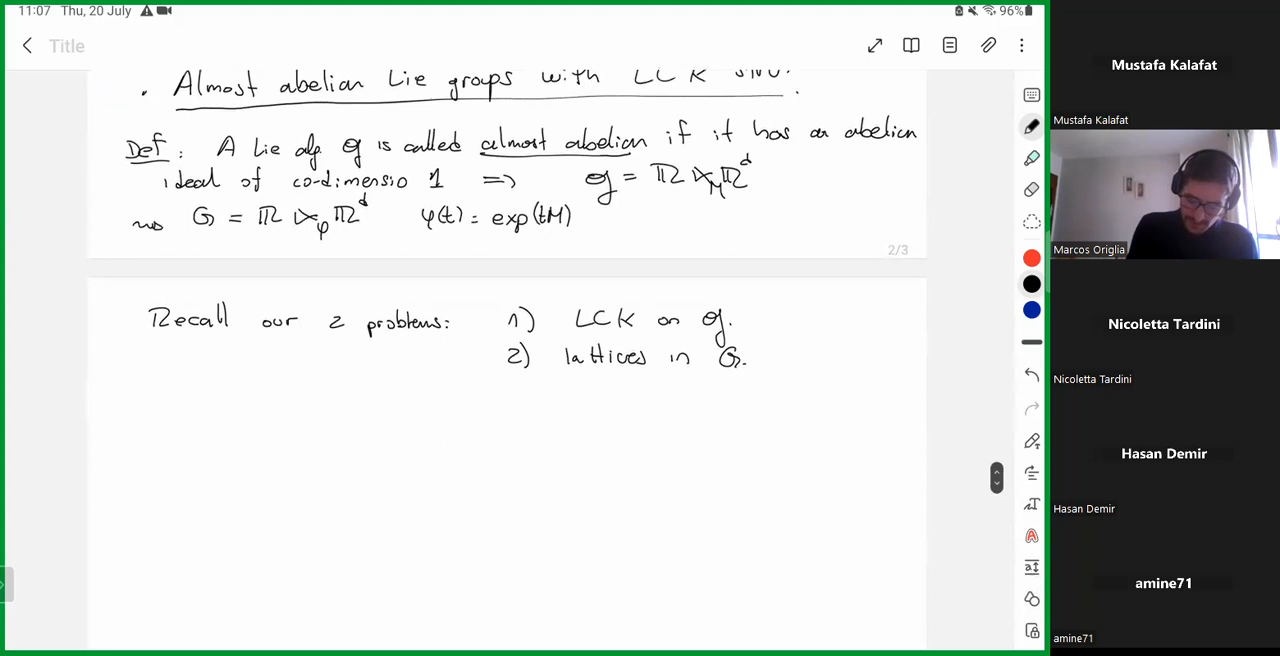 11:07 Thu, 20 July
96%
Title
. Almost abelian Lie groups with LCK
Def : A Lie alg 𝔤 is called almost abelian if it has an abelian
ideal of co-dimensio 1 => 𝔤 = ℝ ⋉_M ℝ^d
G = ℝ ⋉_φ ℝ^d φ(t) = exp(tM)
2/3
Recall our 2 problems: 1) LCK on 𝔤.
2) lattices in G.
Mustafa Kalafat
Mustafa Kalafat
Marcos Origlia
Nicoletta Tardini
Nicoletta Tardini
Hasan Demir
Hasan Demir
amine71
amine71